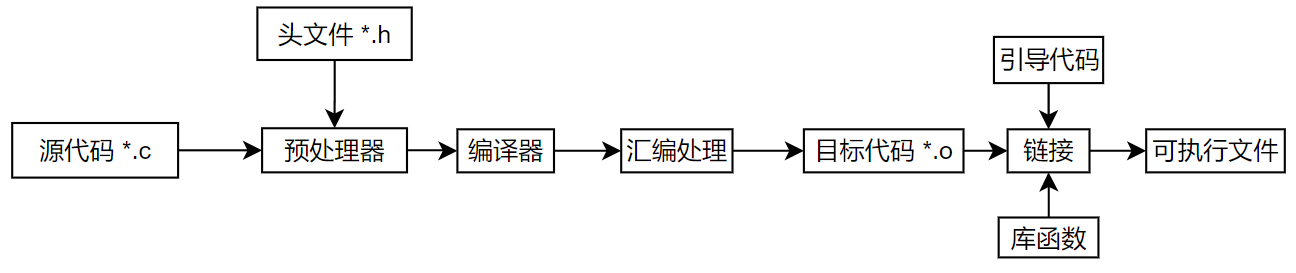 头文件 *.h
引导代码
源代码 *.c
预处理器
编译器
汇编处理
目标代码 *.o
链接
可执行文件
库函数